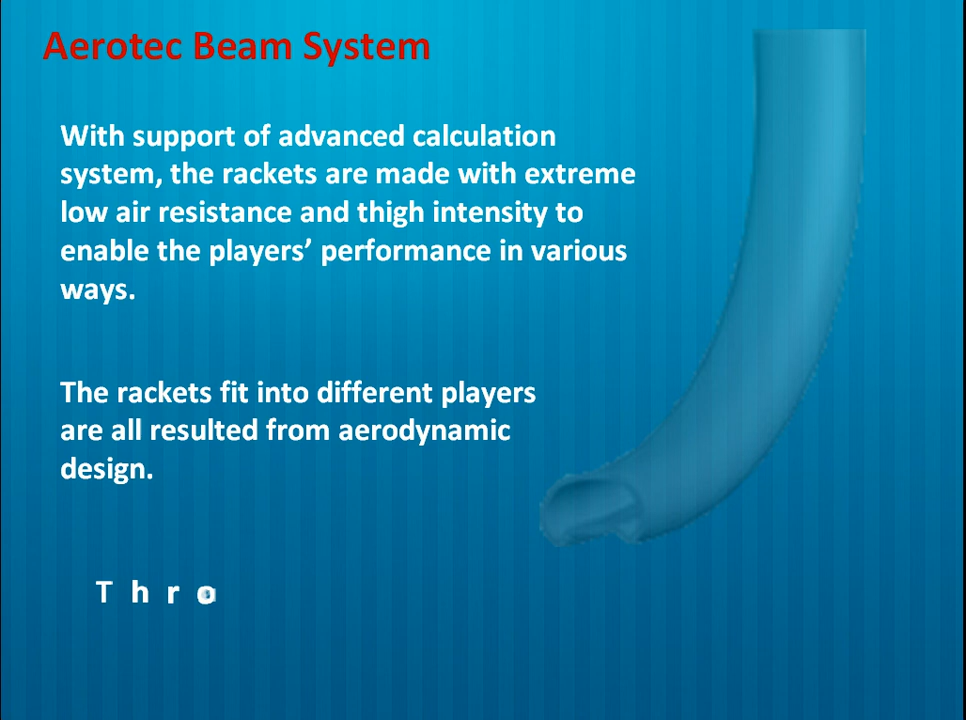 Aerotec Beam System
With support of advanced calculation
system, the rackets are made with extreme
low air resistance and thigh intensity to
enable the players’ performance in various
ways.
The rackets fit into different players
are all resulted from aerodynamic
design.
T h r o